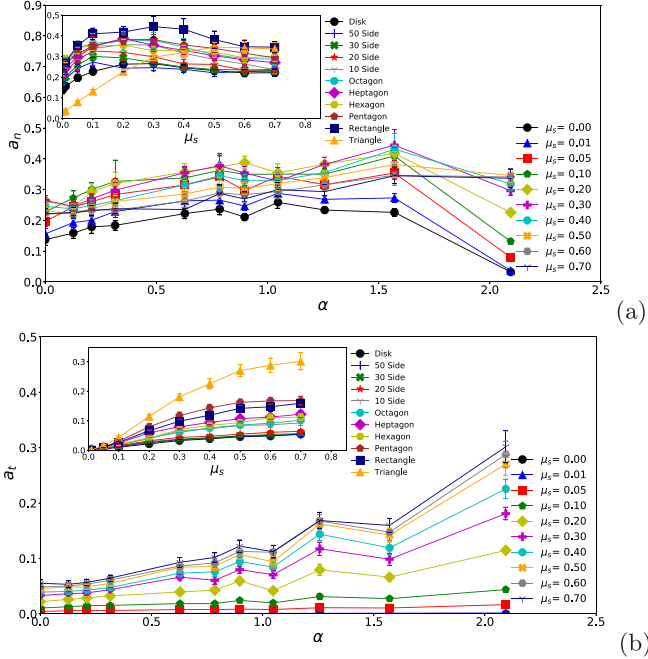 0.9
0.8
0.7
0.6
0.5
0.4
0.3
0.2
0.1
0.0
a_n
0.0 0.5 1.0 1.5 2.0 2.5
α
0.5
0.4
0.3
0.2
0.1
0.0
0.0 0.1 0.2 0.3 0.4 0.5 0.6 0.7 0.8
μ_s
Disk
50 Side
30 Side
20 Side
10 Side
Octagon
Heptagon
Hexagon
Pentagon
Rectangle
Triangle
μ_s= 0.00
μ_s= 0.01
μ_s= 0.05
μ_s= 0.10
μ_s= 0.20
μ_s= 0.30
μ_s= 0.40
μ_s= 0.50
μ_s= 0.60
μ_s= 0.70
(a)
0.5
0.4
0.3
0.2
0.1
0.0
a_t
0.0 0.5 1.0 1.5 2.0 2.5
α
0.3
0.2
0.1
0.0
0.0 0.1 0.2 0.3 0.4 0.5 0.6 0.7 0.8
μ_s
Disk
50 Side
30 Side
20 Side
10 Side
Octagon
Heptagon
Hexagon
Pentagon
Rectangle
Triangle
μ_s= 0.00
μ_s= 0.01
μ_s= 0.05
μ_s= 0.10
μ_s= 0.20
μ_s= 0.30
μ_s= 0.40
μ_s= 0.50
μ_s= 0.60
μ_s= 0.70
(b)